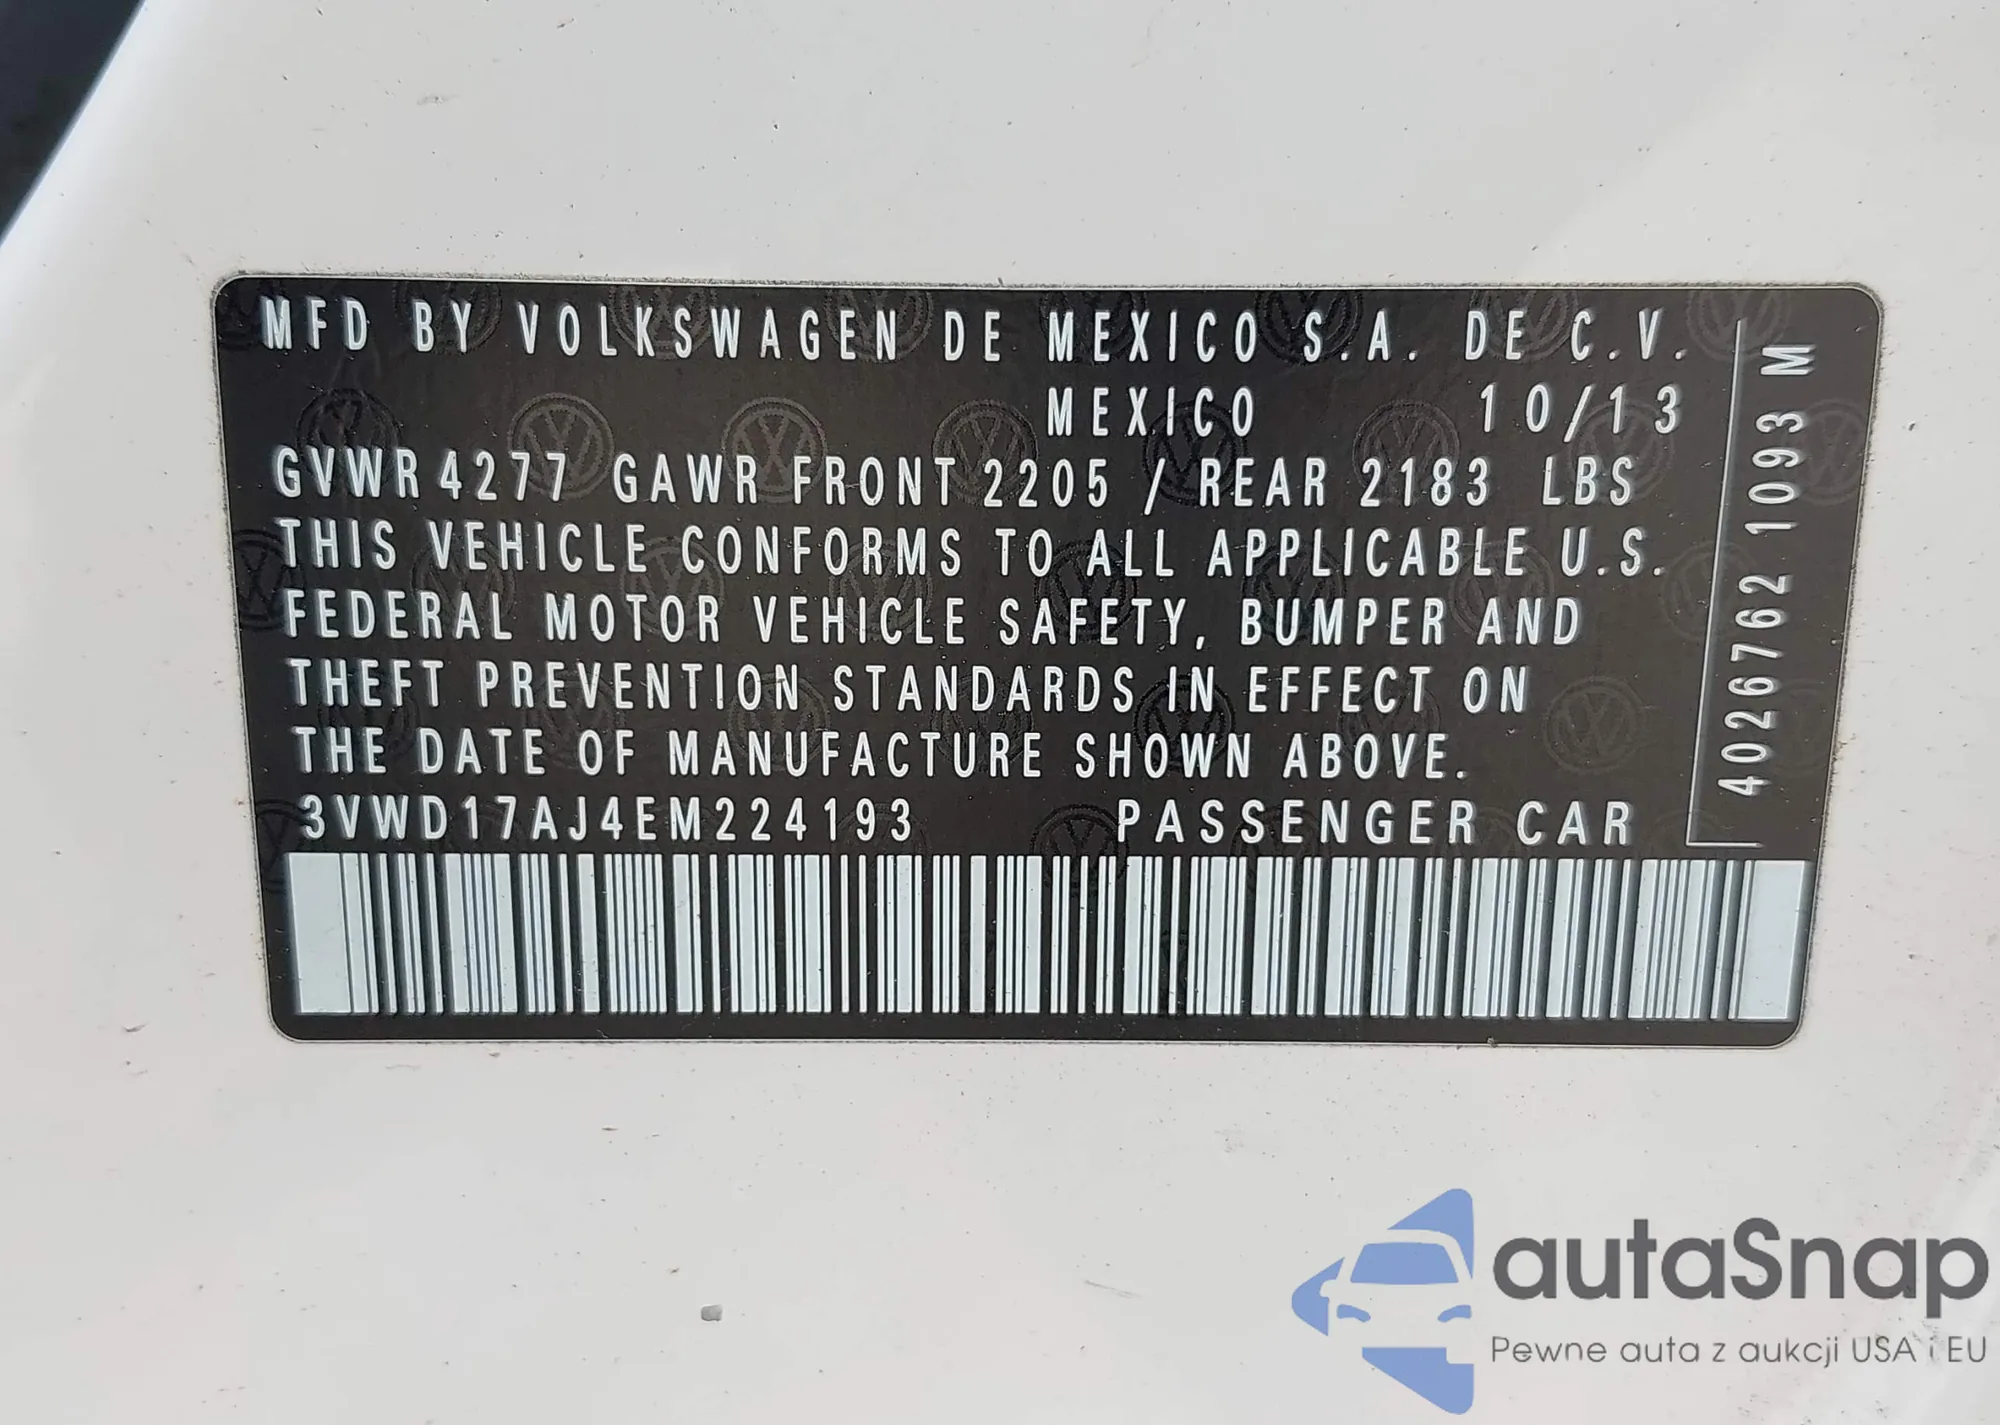 MFD BY VOLKSWAGEN DE MEXICO S.A. DE C.V.
MEXICO 10/13
GVWR 4277 GAWR FRONT 2205 / REAR 2183 LBS
THIS VEHICLE CONFORMS TO ALL APPLICABLE U.S.
FEDERAL MOTOR VEHICLE SAFETY, BUMPER AND
THEFT PREVENTION STANDARDS IN EFFECT ON
THE DATE OF MANUFACTURE SHOWN ABOVE.
3VWD17AJ4EM224193 PASSENGER CAR
4026762 1093 M
autaSnap
Pewne auta z aukcji USA i EU